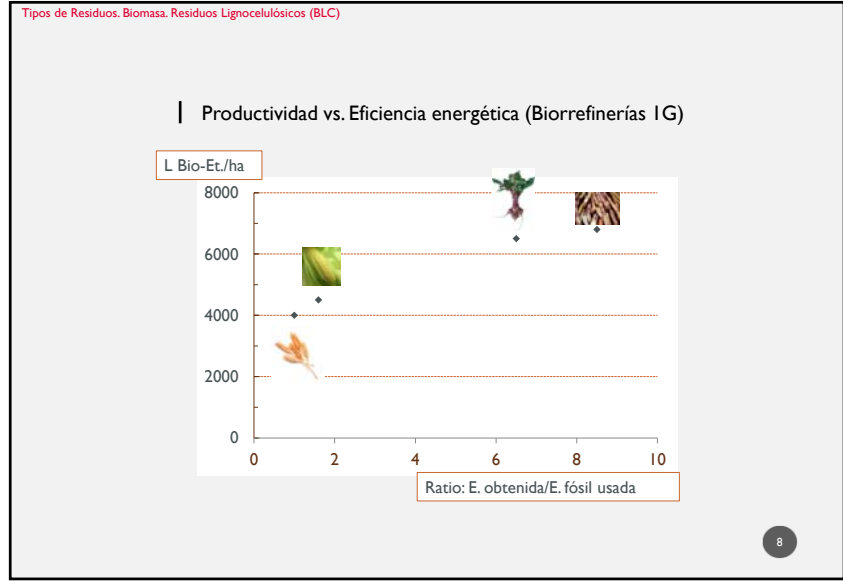 Tipos de Residuos. Biomasa. Residuos Lignocelulósicos (BLC)
Productividad vs. Eficiencia energética (Biorrefinerías 1G)
L Bio-Et./ha
8000
6000
4000
2000
0
0 2 4 6 8 10
Ratio: E. obtenida/E. fósil usada
8